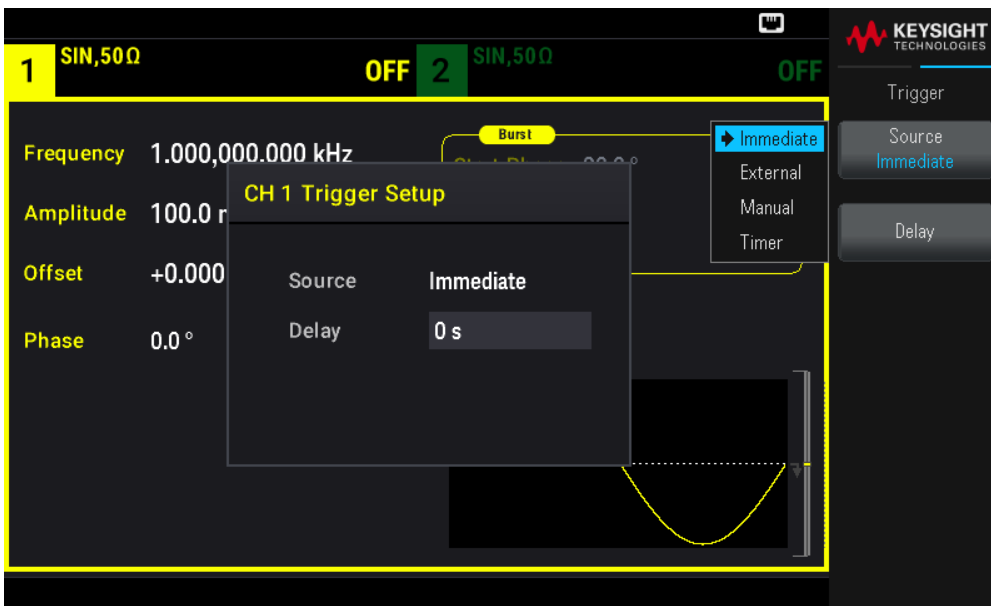 KEYSIGHT
TECHNOLOGIES
1 SIN,50Ω OFF
2 SIN,50Ω OFF
Trigger
Burst
Frequency 1.000,000.000 kHz
Immediate
External
Manual
Timer
Source
Immediate
Delay
CH 1 Trigger Setup
Amplitude 100.0
Offset +0.000
Phase 0.0 °
Source Immediate
Delay 0 s